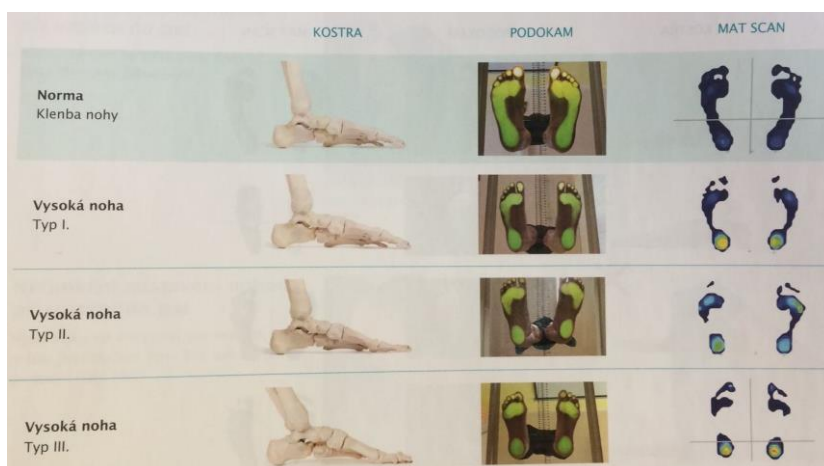 KOSTRA PODOKAM MAT SCAN
Norma
Klenba nohy
Vysoká noha
Typ I.
Vysoká noha
Typ II.
Vysoká noha
Typ III.